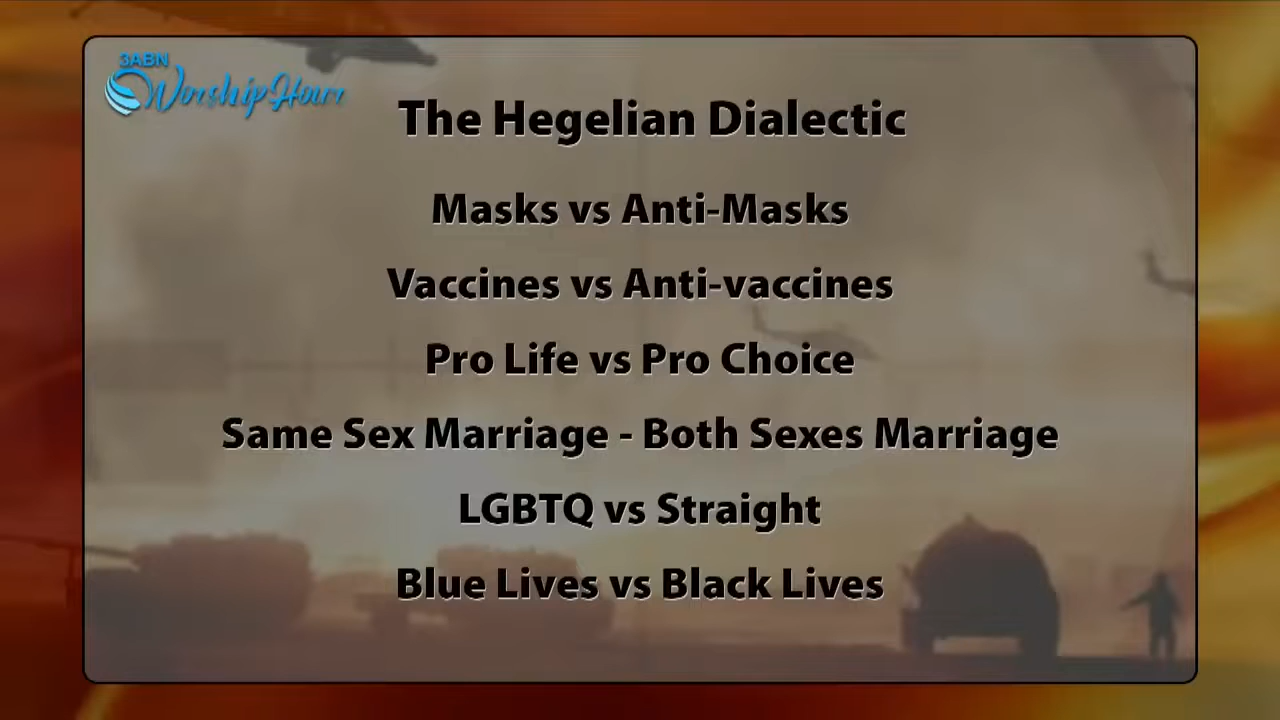 3ABN
Worship Hour
The Hegelian Dialectic
Masks vs Anti-Masks
Vaccines vs Anti-vaccines
Pro Life vs Pro Choice
Same Sex Marriage - Both Sexes Marriage
LGBTQ vs Straight
Blue Lives vs Black Lives